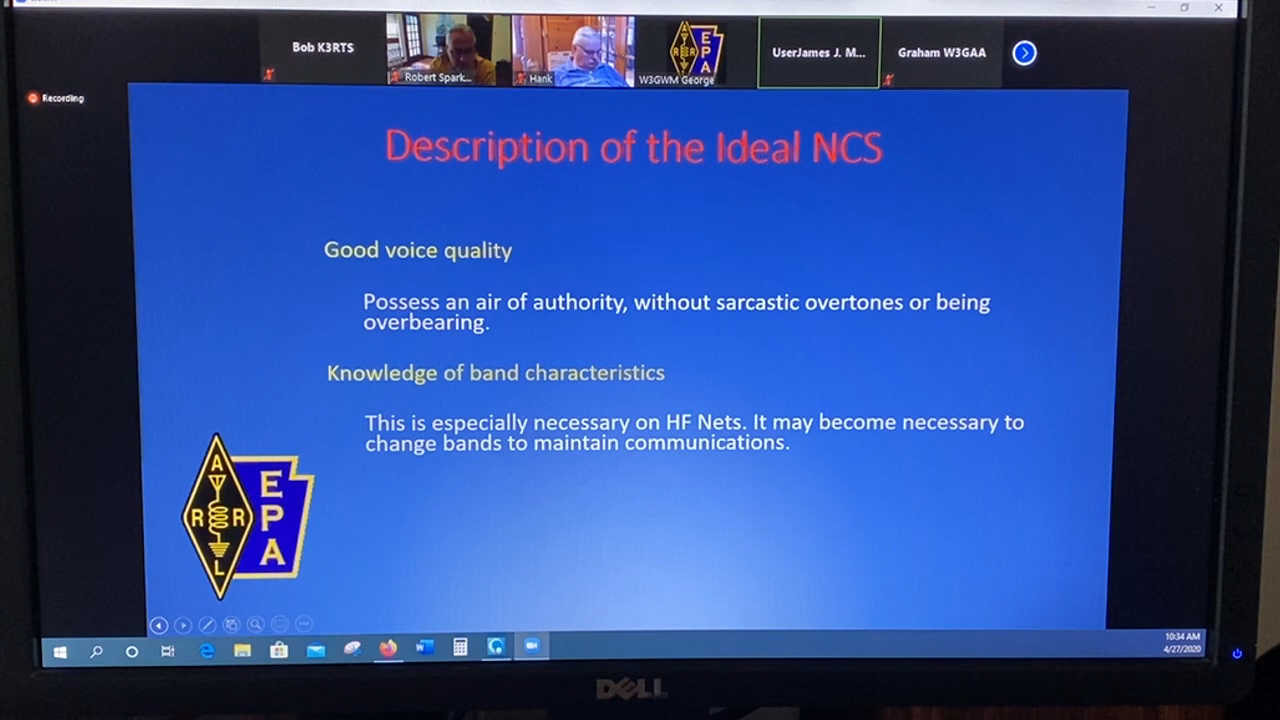 Bob K3RTS
Robert Spark...
Hank
W3GWM George
UserJames J. M...
Graham W3GAA
Recording
Description of the Ideal NCS
Good voice quality
Possess an air of authority, without sarcastic overtones or being
overbearing.
Knowledge of band characteristics
This is especially necessary on HF Nets. It may become necessary to
change bands to maintain communications.
A
R R
L
E
P
A
A
R R
L
E
P
A
10:34 AM
4/27/2020
DELL